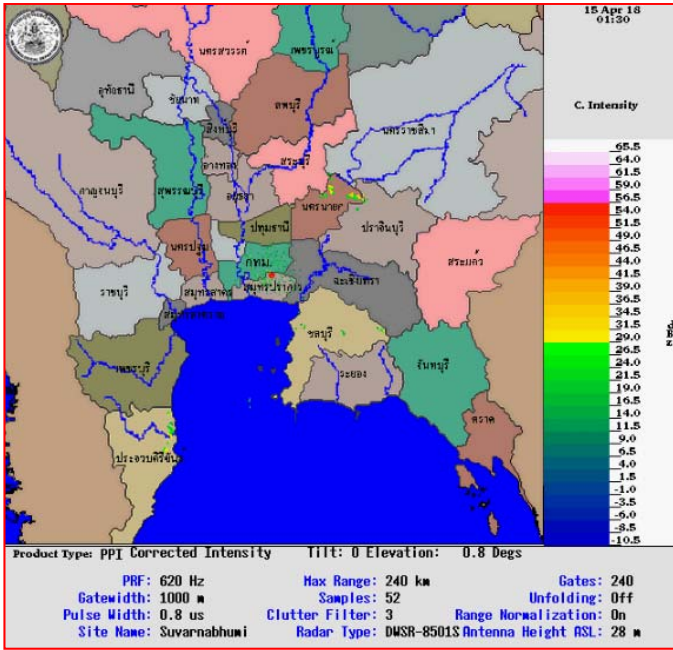 15 Apr 18
01:30
C. Intensity
65.5
64.0
61.5
59.0
56.5
54.0
51.5
49.0
46.5
44.0
41.5
39.0
36.5
34.0
31.5
29.0
26.5
24.0
21.5
19.0
16.5
14.0
11.5
9.0
6.5
4.0
1.5
-1.0
-3.5
-6.0
-8.5
-10.5
นครสวรรค์
เพชรบูรณ์
อุทัยธานี
ชัยนาท
ลพบุรี
สิงหบุรี
นครราชสีมา
อ่างทอง
สระบุรี
กาญจนบุรี
สุพรรณบุรี
อยุธยา
นครนายก
ปราจีนบุรี
ปทุมธานี
นครปฐม
กทม.
สระแก้ว
ฉะเชิงเทรา
ราชบุรี
สมุทรสาคร
สมุทรปราการ
สมุทรสงคราม
ชลบุรี
เพชรบุรี
ระยอง
จันทบุรี
ตราด
ประจวบคีรีขันธ์
Product Type: PPI Corrected Intensity Tilt: 0 Elevation: 0.8 Degs
PRF: 620 Hz Max Range: 240 km Gates: 240
Gatewidth: 1000 m Samples: 52 Unfolding: Off
Pulse Width: 0.8 us Clutter Filter: 3 Range Normalization: On
Site Name: Suvarnabhumi Radar Type: DWSR-8501S Antenna Height ASL: 28 m